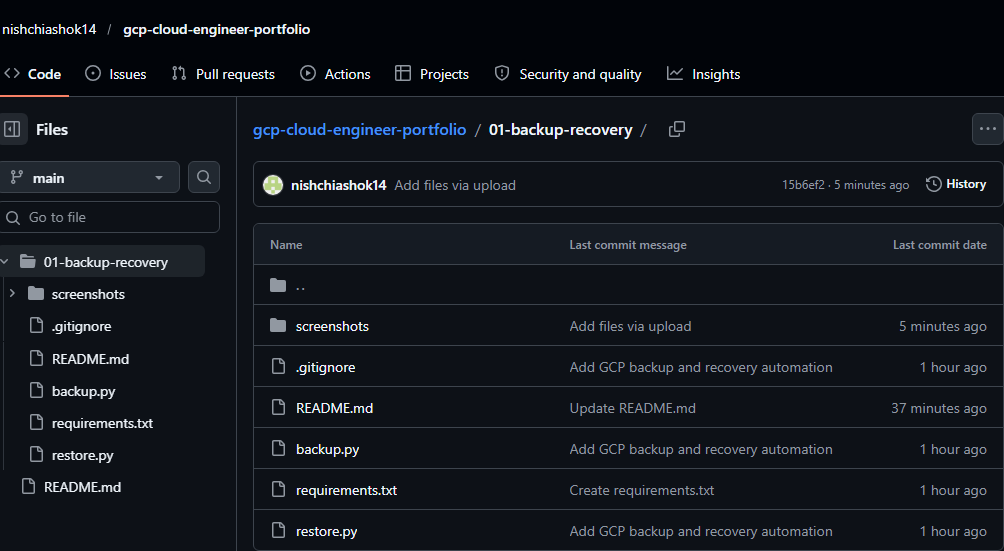 nishchiashok14 / gcp-cloud-engineer-portfolio
Code Issues Pull requests Actions Projects Security and quality Insights
Files
main
Go to file
01-backup-recovery
screenshots
.gitignore
README.md
backup.py
requirements.txt
restore.py
README.md
gcp-cloud-engineer-portfolio / 01-backup-recovery /
nishchiashok14 Add files via upload 15b6ef2 · 5 minutes ago History
Name Last commit message Last commit date
..
screenshots Add files via upload 5 minutes ago
.gitignore Add GCP backup and recovery automation 1 hour ago
README.md Update README.md 37 minutes ago
backup.py Add GCP backup and recovery automation 1 hour ago
requirements.txt Create requirements.txt 1 hour ago
restore.py Add GCP backup and recovery automation 1 hour ago